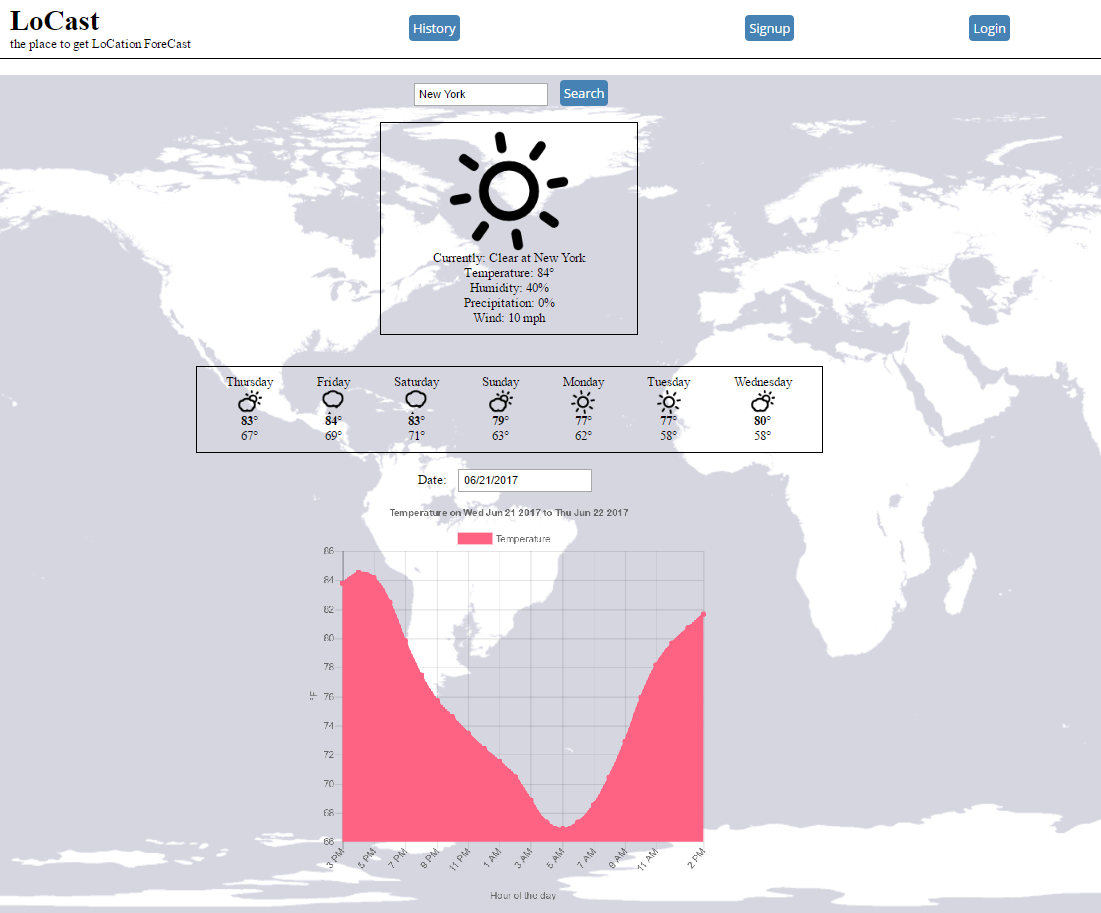 LoCast
the place to get LoCation ForeCast
History
Signup
Login
New York
Search
Currently: Clear at New York
Temperature: 84°
Humidity: 40%
Precipitation: 0%
Wind: 10 mph
Thursday Friday Saturday Sunday Monday Tuesday Wednesday
83° 84° 83° 79° 77° 77° 80°
67° 69° 71° 63° 62° 58° 58°
Date: 06/21/2017
Temperature on Wed Jun 21 2017 to Thu Jun 22 2017
Temperature
86
84
82
80
78
76
°F
74
72
70
68
66
3 PM 5 PM 7 PM 9 PM 11 PM 1 AM 3 AM 5 AM 7 AM 9 AM 11 AM 2 PM
Hour of the day